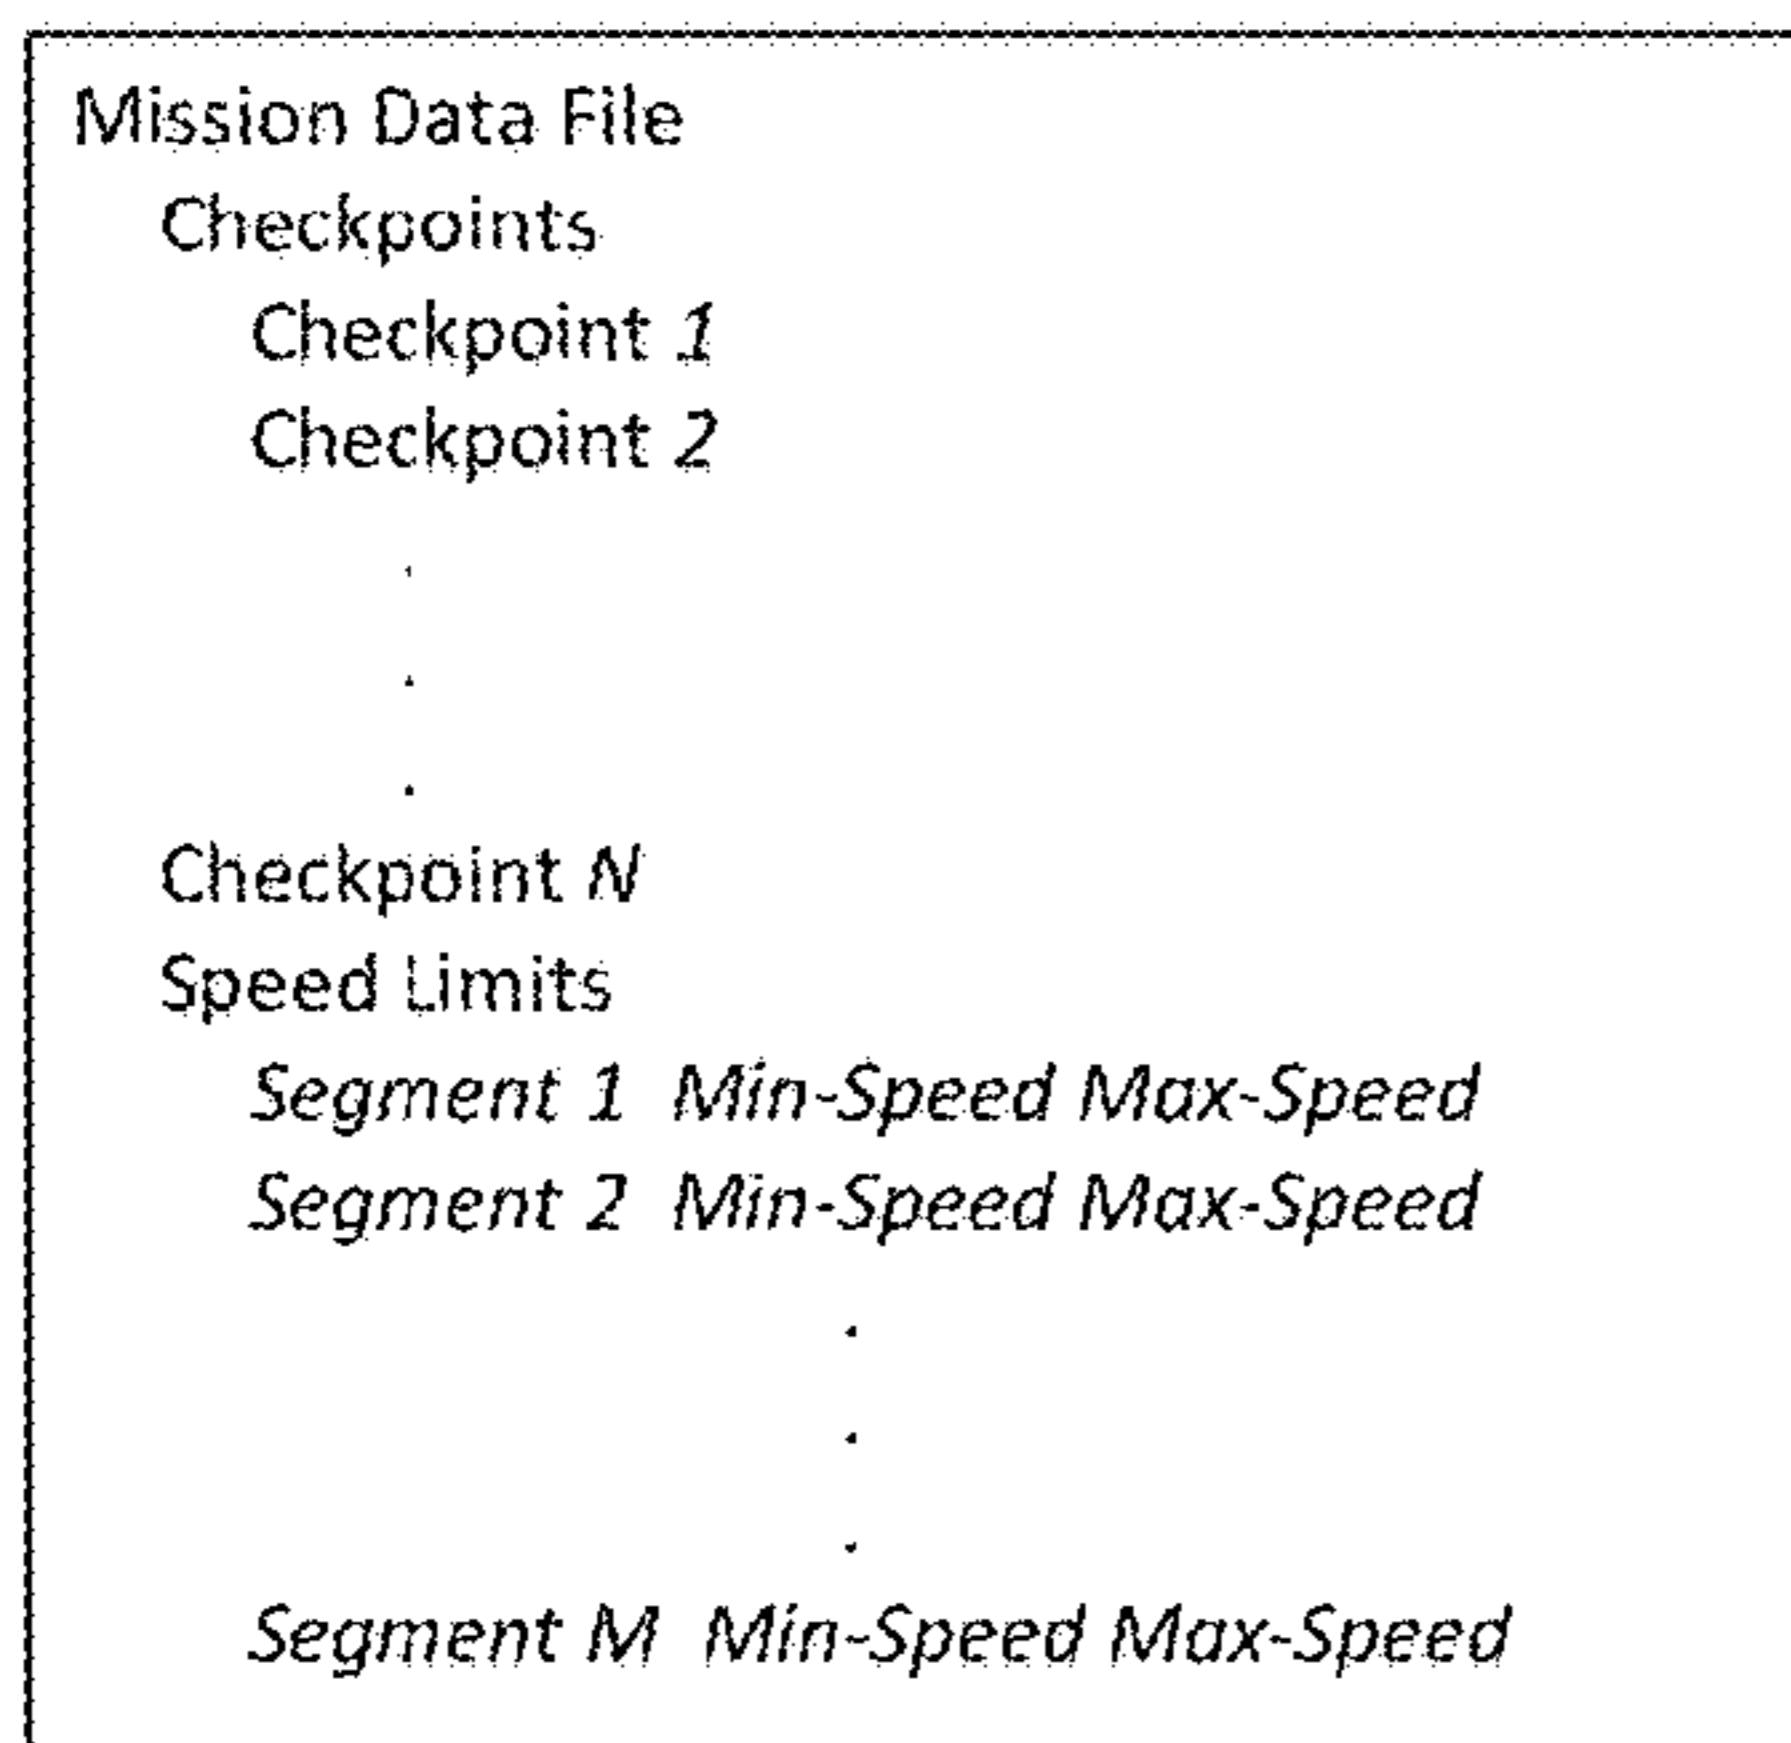 Mission Data File
Checkpoints
Checkpoint 1
Checkpoint 2
.
.
.
Checkpoint N
Speed Limits
Segment 1 Min-Speed Max-Speed
Segment 2 Min-Speed Max-Speed
.
.
.
Segment M Min-Speed Max-Speed